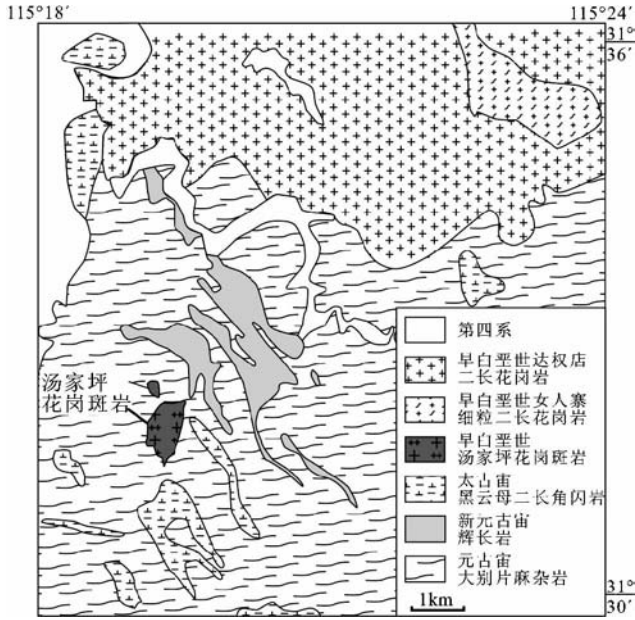 115°18′
115°24′
31°
36′
汤家坪
花岗斑岩
第四系
早白垩世达权店
二长花岗岩
早白垩世女人寨
细粒二长花岗岩
早白垩世
汤家坪花岗斑岩
太古宙
黑云母二长角闪岩
新元古宙
辉长岩
元古宙
大别片麻杂岩
1km
31°
30′